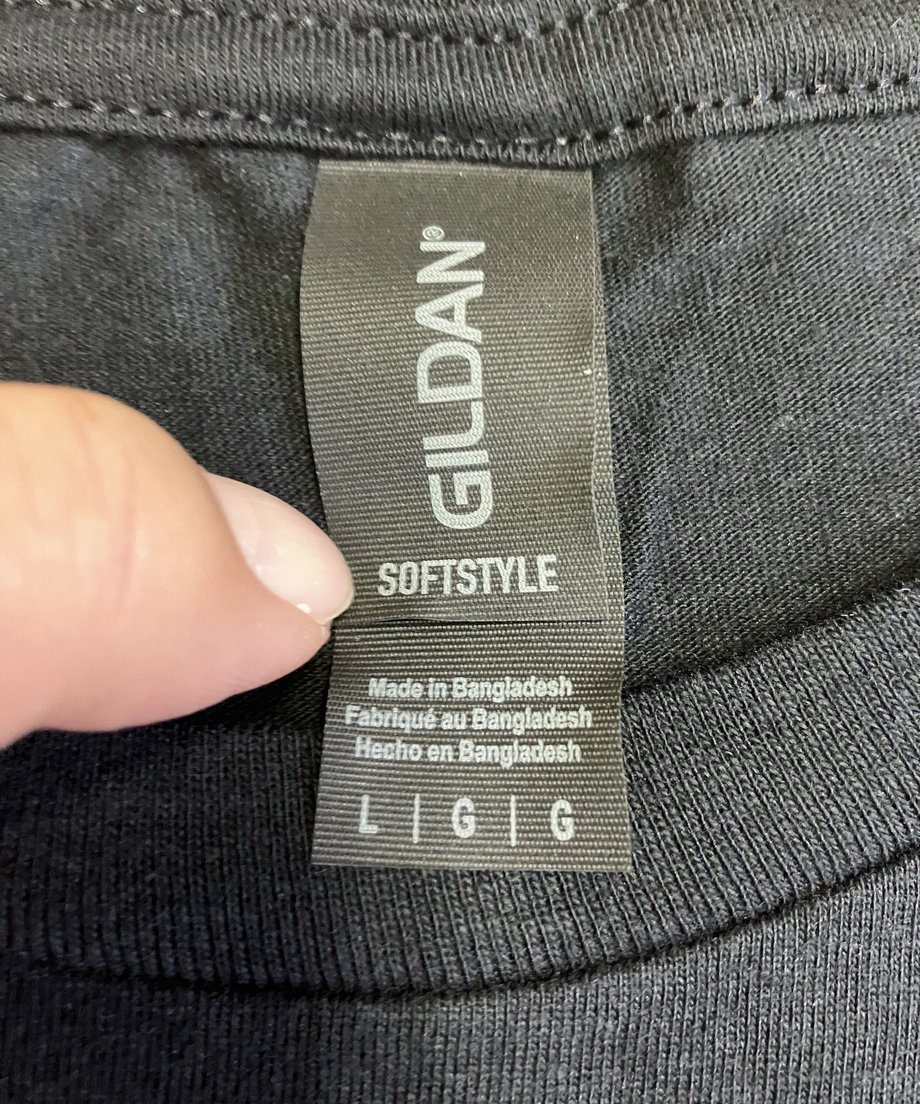 GILDAN®
SOFTSTYLE
Made in Bangladesh
Fabriqué au Bangladesh
Hecho en Bangladesh
L | G | G